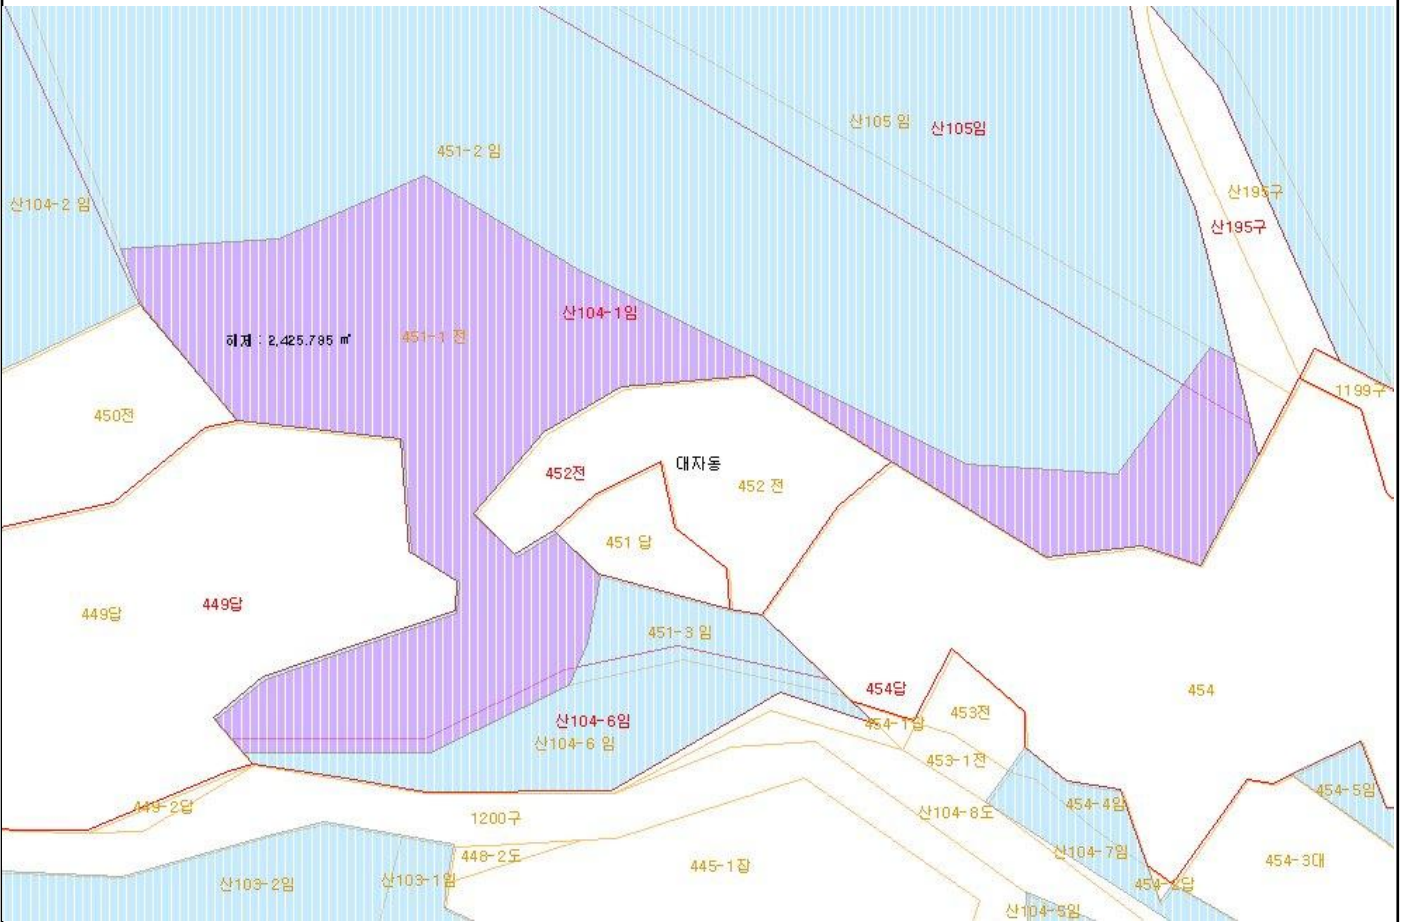 산105 임
산105임
451-2 임
산104-2 임
산195구
산195구
산104-1임
해제 : 2,425.795 ㎡
451-1 전
1199구
450전
대자동
452전
452 전
451 답
449답
449답
451-3 임
454답
454
453전
산104-6임
454-1답
산104-6 임
453-1전
454-5임
449-2답
454-4임
산104-8도
1200구
산104-7임
448-2도
454-3대
445-1잡
산103-1임
산103-2임
454-2답
산104-5임